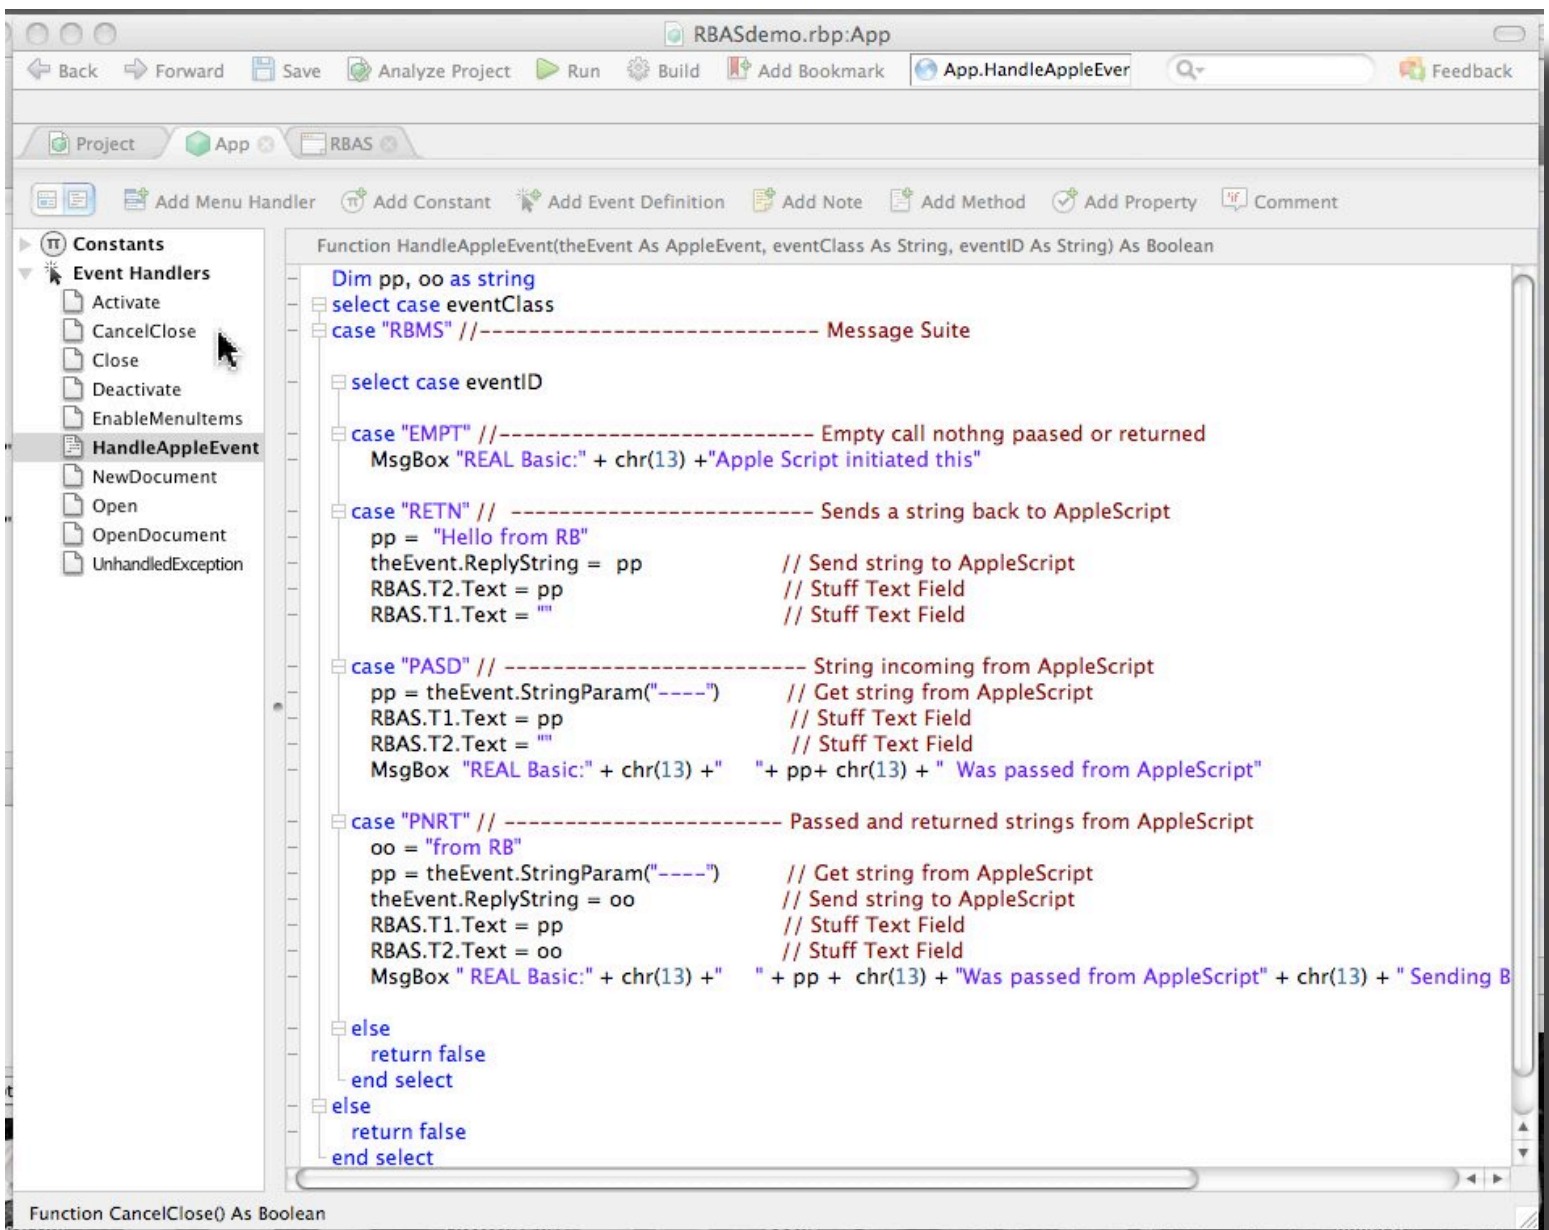 RBASdemo.rbp:App
Back Forward Save Analyze Project Run Build Add Bookmark App.HandleAppleEver Feedback
Project App RBAS
Add Menu Handler Add Constant Add Event Definition Add Note Add Method Add Property Comment
Constants
Event Handlers
Activate
CancelClose
Close
Deactivate
EnableMenuItems
HandleAppleEvent
NewDocument
Open
OpenDocument
UnhandledException
Function HandleAppleEvent(theEvent As AppleEvent, eventClass As String, eventID As String) As Boolean
Dim pp, oo as string
select case eventClass
case "RBMS" //---------------------------- Message Suite
select case eventID
case "EMPT" //-------------------------- Empty call nothng paased or returned
MsgBox "REAL Basic:" + chr(13) +"Apple Script initiated this"
case "RETN" // ------------------------- Sends a string back to AppleScript
pp = "Hello from RB"
theEvent.ReplyString = pp // Send string to AppleScript
RBAS.T2.Text = pp // Stuff Text Field
RBAS.T1.Text = "" // Stuff Text Field
case "PASD" // ------------------------- String incoming from AppleScript
pp = theEvent.StringParam("----") // Get string from AppleScript
RBAS.T1.Text = pp // Stuff Text Field
RBAS.T2.Text = "" // Stuff Text Field
MsgBox "REAL Basic:" + chr(13) +" "+ pp+ chr(13) + " Was passed from AppleScript"
case "PNRT" // ----------------------- Passed and returned strings from AppleScript
oo = "from RB"
pp = theEvent.StringParam("----") // Get string from AppleScript
theEvent.ReplyString = oo // Send string to AppleScript
RBAS.T1.Text = pp // Stuff Text Field
RBAS.T2.Text = oo // Stuff Text Field
MsgBox " REAL Basic:" + chr(13) +" " + pp + chr(13) + "Was passed from AppleScript" + chr(13) + " Sending B
else
return false
end select
else
return false
end select
Function CancelClose() As Boolean